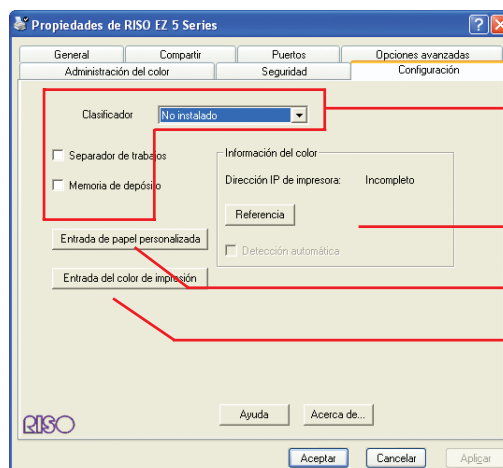 Propiedades de RISO EZ 5 Series
General Compartir Puertos Opciones avanzadas
Administración del color Seguridad Configuración
Clasificador No instalado
Separador de trabajos
Memoria de depósito
Información del color
Dirección IP de impresora: Incompleto
Referencia
Detección automática
Entrada de papel personalizada
Entrada del color de impresión
Ayuda Acerca de...
RISO
Aceptar Cancelar Aplicar